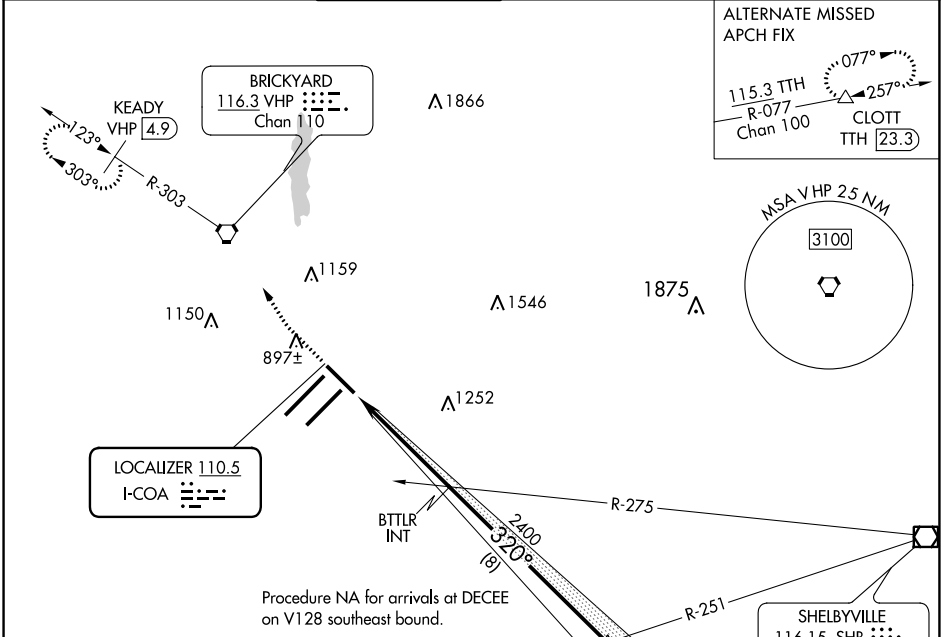 ALTERNATE MISSED
APCH FIX
077°
257°
115.3 TTH
R-077
Chan 100
CLOTT
TTH 23.3
BRICKYARD
116.3 VHP
Chan 110
KEADY
VHP 4.9
123°
303°
R-303
1866
MSA VHP 25 NM
3100
1159
1150
897±
1546
1875
1252
LOCALIZER 110.5
I-COA
BTTLR
INT
R-275
2400
320°
(8)
R-251
Procedure NA for arrivals at DECEE
on V128 southeast bound.
SHELBYVILLE
116.15 SHB